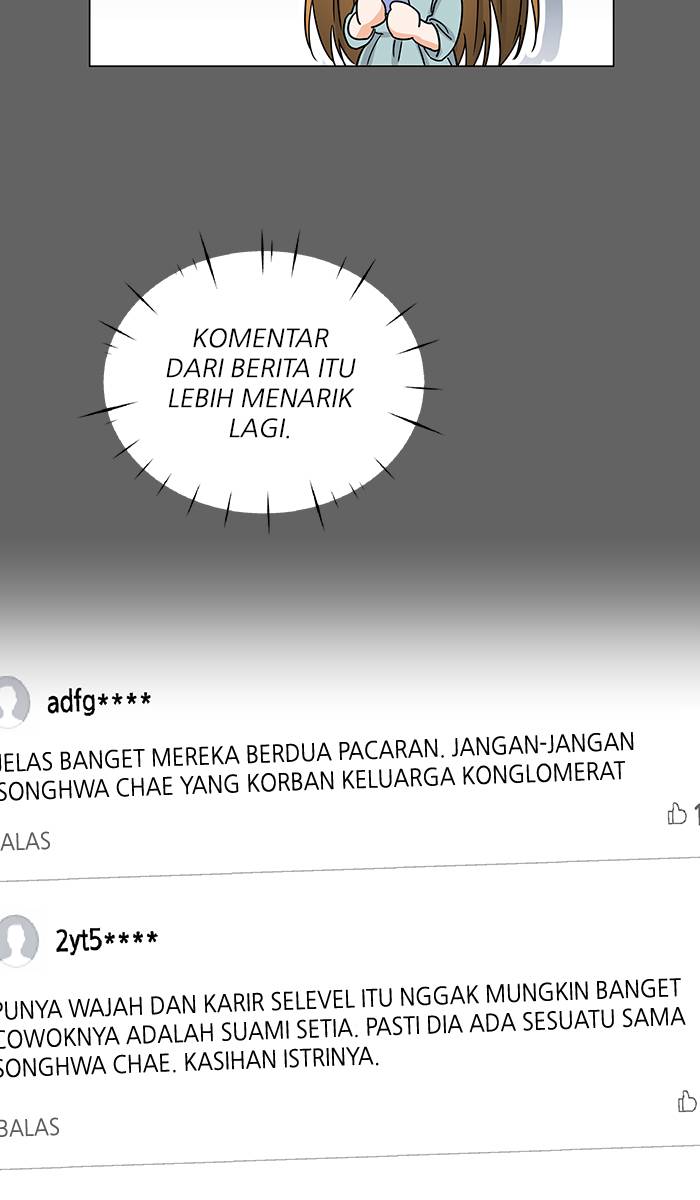 KOMENTAR
DARI BERITA ITU
LEBIH MENARIK
LAGI.
adfg****
JELAS BANGET MEREKA BERDUA PACARAN. JANGAN-JANGAN
SONGHWA CHAE YANG KORBAN KELUARGA KONGLOMERAT
1
BALAS
2yt5****
PUNYA WAJAH DAN KARIR SELEVEL ITU NGGAK MUNGKIN BANGET
COWOKNYA ADALAH SUAMI SETIA. PASTI DIA ADA SESUATU SAMA
SONGHWA CHAE. KASIHAN ISTRINYA.
BALAS